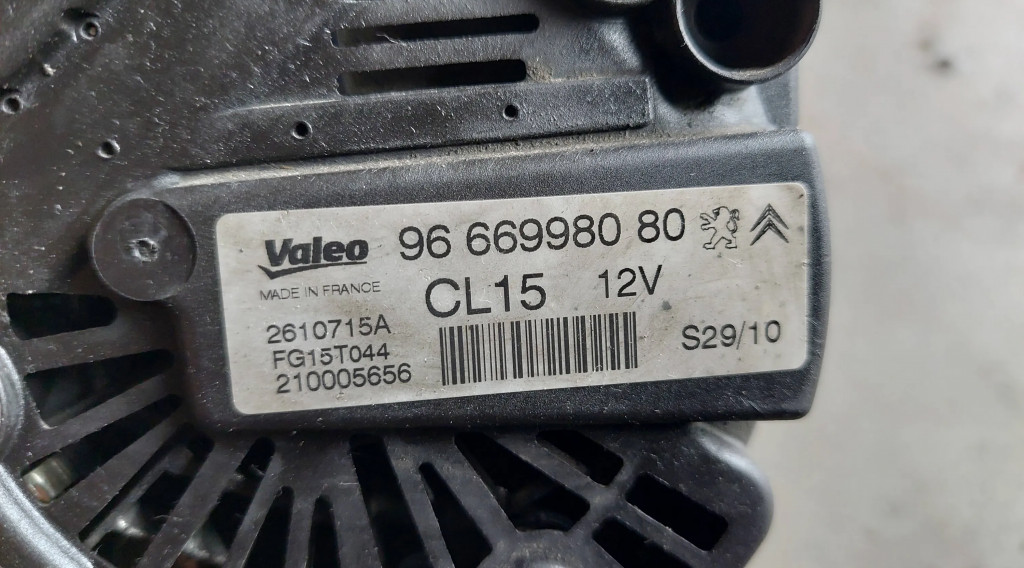 Valeo 96 669980 80
MADE IN FRANCE CL15 12V
2610715A
FG15T044 S29/10
210005656